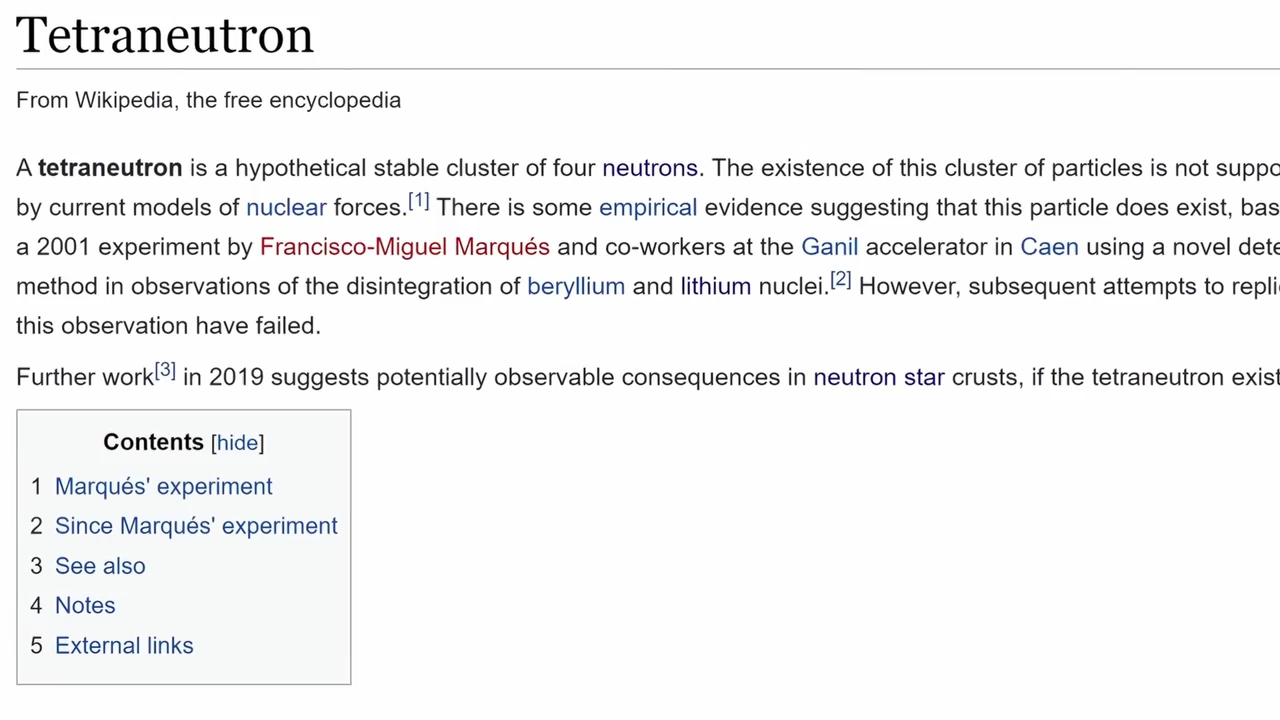 Tetraneutron
From Wikipedia, the free encyclopedia
A tetraneutron is a hypothetical stable cluster of four neutrons. The existence of this cluster of particles is not
by current models of nuclear forces.[1] There is some empirical evidence suggesting that this particle does exist,
a 2001 experiment by Francisco-Miguel Marqués and co-workers at the Ganil accelerator in Caen using a novel
method in observations of the disintegration of beryllium and lithium nuclei.[2] However, subsequent attempts to
this observation have failed.
Further work[3] in 2019 suggests potentially observable consequences in neutron star crusts, if the tetraneutron
Contents [hide]
1 Marqués' experiment
2 Since Marqués' experiment
3 See also
4 Notes
5 External links